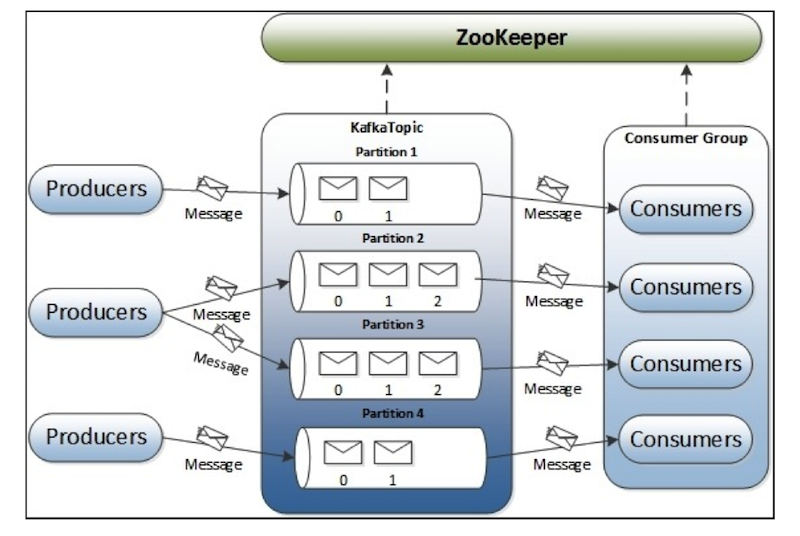 ZooKeeper
KafkaTopic
Consumer Group
Partition 1
Producers
Message
0 1
Message
Consumers
Partition 2
Producers
Message
Message
0 1 2
Message
Consumers
Partition 3
0 1 2
Message
Consumers
Partition 4
Producers
Message
0 1
Message
Consumers